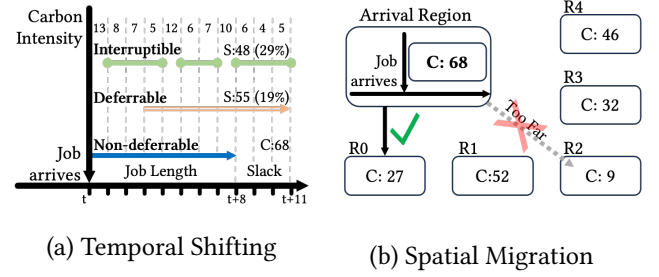 Carbon
Intensity
13 8 7 5 12 6 7 10 6 4 5
Interruptible S:48 (29%)
Deferrable S:55 (19%)
Non-deferrable C:68
Job
arrives
Job Length Slack
t t+8 t+11
(a) Temporal Shifting
Arrival Region
Job
arrives
C: 68
Too Far
R4
C: 46
R3
C: 32
R0
C: 27
R1
C:52
R2
C: 9
(b) Spatial Migration